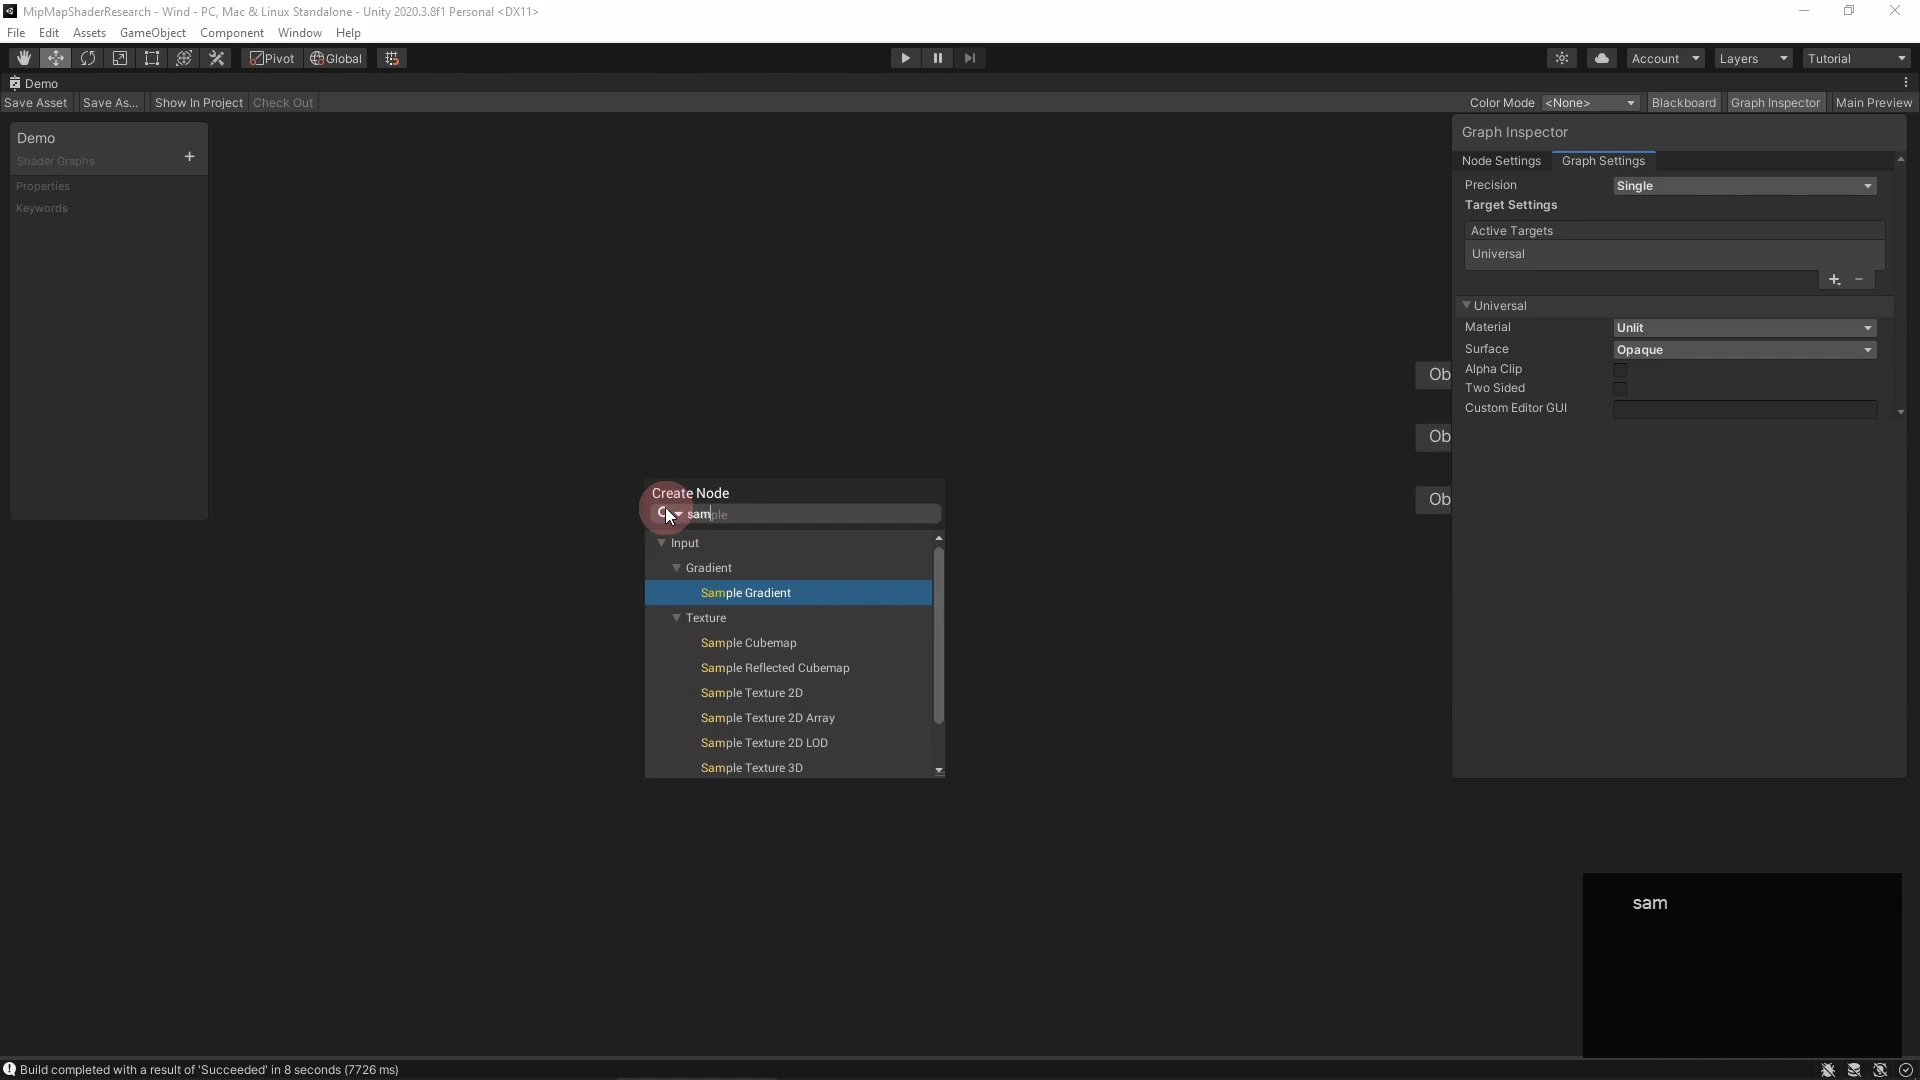 MipMapShaderResearch - Wind - PC, Mac & Linux Standalone - Unity 2020.3.8f1 Personal <DX11>
File Edit Assets GameObject Component Window Help
Pivot Global Account Layers Tutorial
Demo
Save Asset Save As... Show In Project Check Out Color Mode <None> Blackboard Graph Inspector Main Preview
Demo
Shader Graphs
Properties
Keywords
Graph Inspector
Node Settings Graph Settings
Precision Single
Target Settings
Active Targets
Universal
Universal
Material Unlit
Surface Opaque
Alpha Clip
Two Sided
Custom Editor GUI
Ob
Ob
Ob
Create Node
sample
Input
Gradient
Sample Gradient
Texture
Sample Cubemap
Sample Reflected Cubemap
Sample Texture 2D
Sample Texture 2D Array
Sample Texture 2D LOD
Sample Texture 3D
sam
Build completed with a result of 'Succeeded' in 8 seconds (7726 ms)